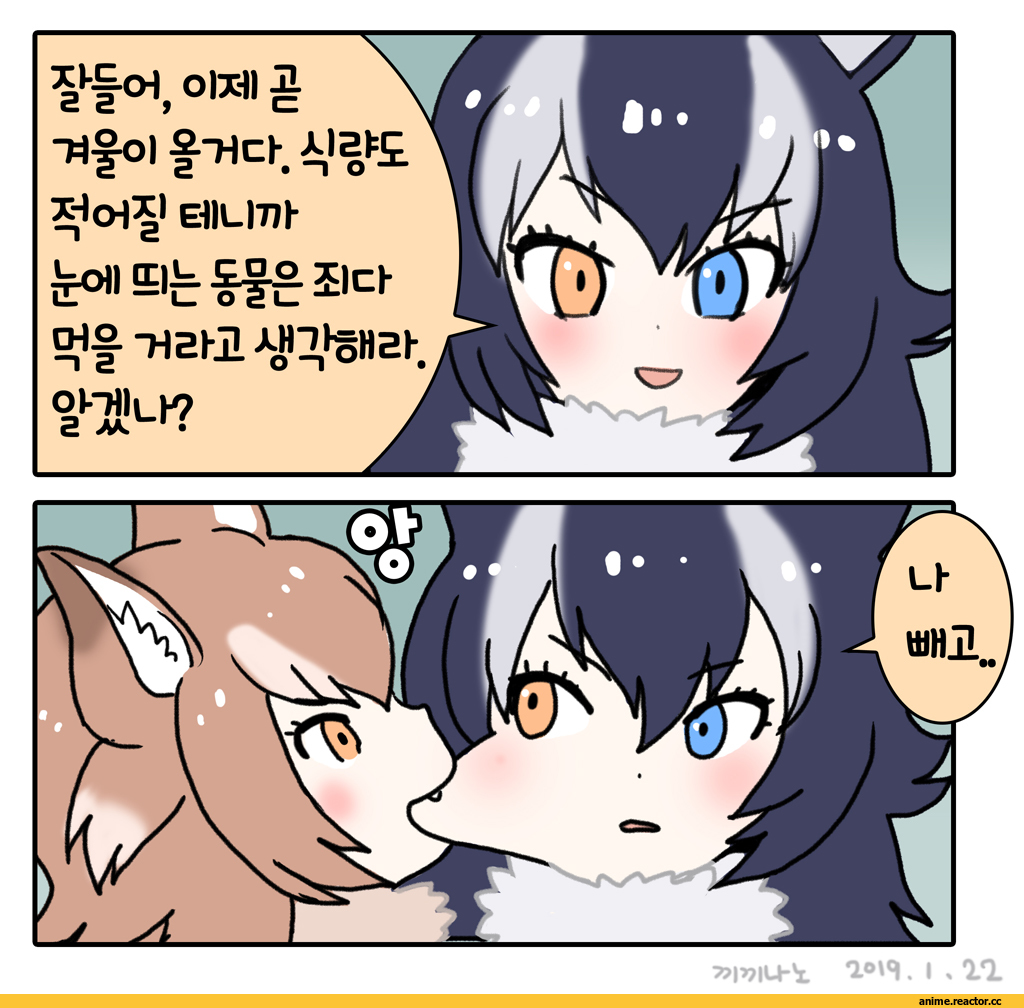 잘들어, 이제 곧
겨울이 올거다. 식량도
적어질 테니까
눈에 띄는 동물은 죄다
먹을 거라고 생각해라.
알겠나?
앙
나
빼고..
끼끼나노 2019.1.22
anime.reactor.cc